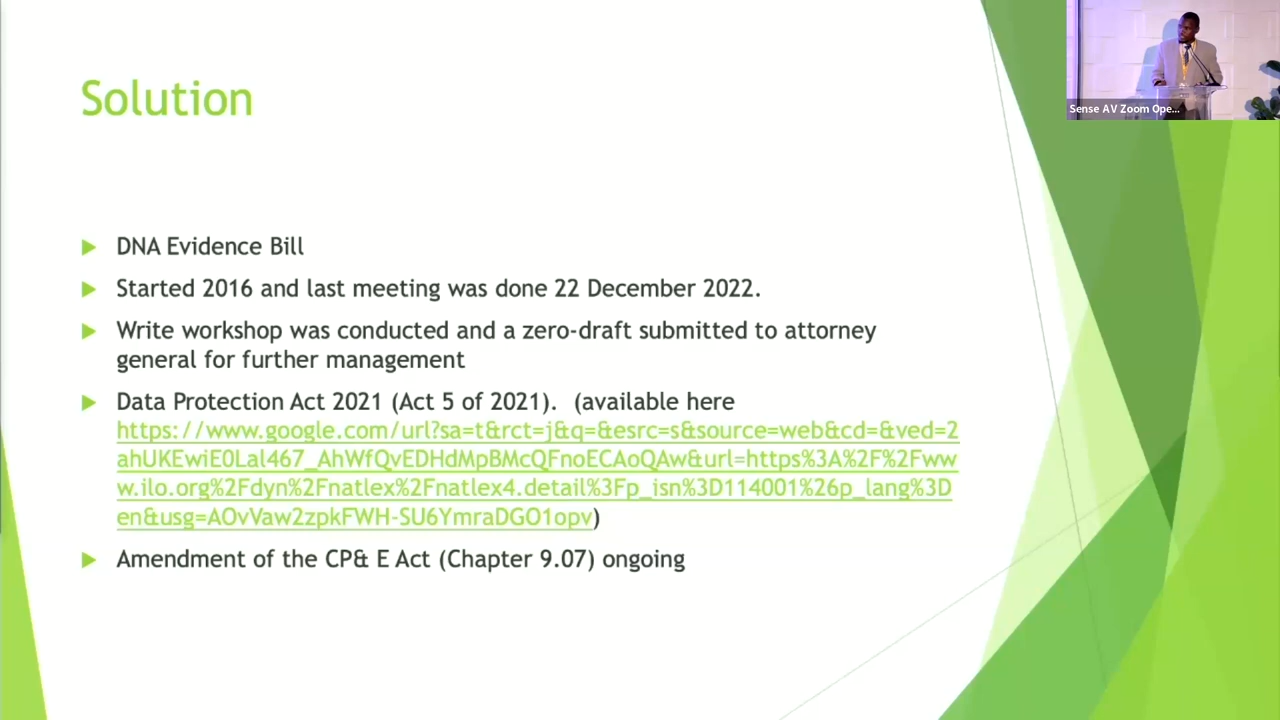 Solution
Sense AV Zoom Ope...
DNA Evidence Bill
Started 2016 and last meeting was done 22 December 2022.
Write workshop was conducted and a zero-draft submitted to attorney
general for further management
Data Protection Act 2021 (Act 5 of 2021).  (available here
https://www.google.com/url?sa=t&rct=j&q=&esrc=s&source=web&cd=&ved=2
ahUKEwiE0Lal467_AhWfQvEDHdMpBMcQFnoECAoQAw&url=https%3A%2F%2Fww
w.ilo.org%2Fdyn%2Fnatlex%2Fnatlex4.detail%3Fp_isn%3D114001%26p_lang%3D
en&usg=AOvVaw2zpkFWH-SU6YmraDGO1opv)
Amendment of the CP& E Act (Chapter 9.07) ongoing